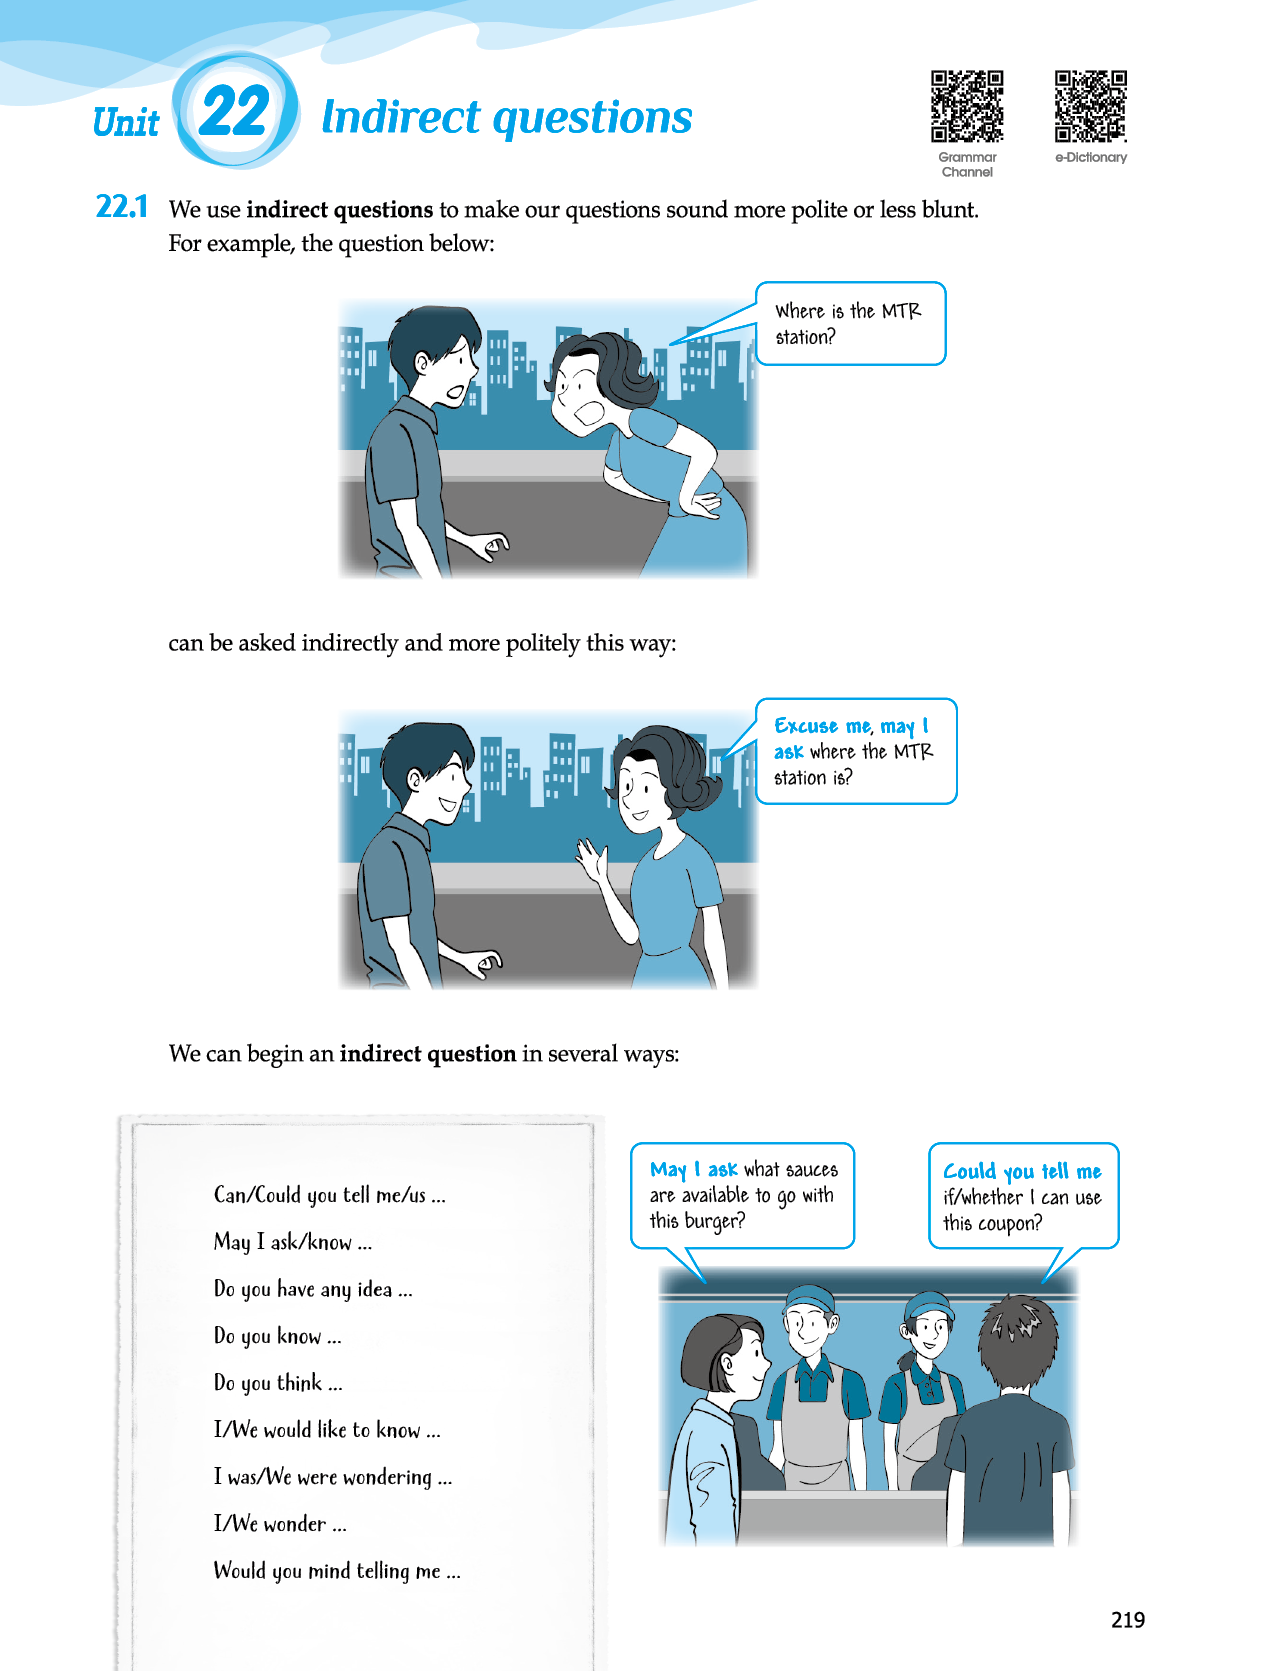 Unit 22 Indirect questions
Grammar
Channel
e-Dictionary
22.1 We use indirect questions to make our questions sound more polite or less blunt.
For example, the question below:
Where is the MTR
station?
can be asked indirectly and more politely this way:
Excuse me, may I
ask where the MTR
station is?
We can begin an indirect question in several ways:
Can/Could you tell me/us ...
May I ask/know ...
Do you have any idea ...
Do you know ...
Do you think ...
I/We would like to know ...
I was/We were wondering ...
I/We wonder ...
Would you mind telling me ...
May I ask what sauces
are available to go with
this burger?
Could you tell me
if/whether I can use
this coupon?
219